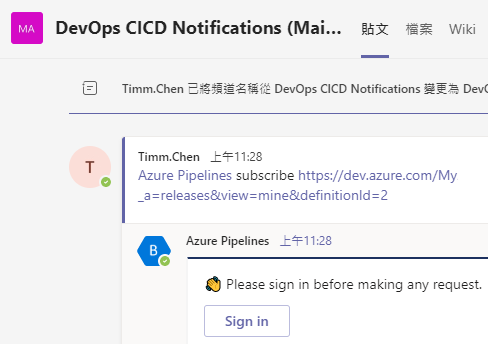 MA DevOps CICD Notifications (Mai... 貼文 檔案 Wiki
Timm.Chen 已將頻道名稱從 DevOps CICD Notifications 變更為 DevO
T Timm.Chen 上午11:28
Azure Pipelines subscribe https://dev.azure.com/My
_a=releases&view=mine&definitionId=2
B Azure Pipelines 上午11:28
Please sign in before making any request.
Sign in